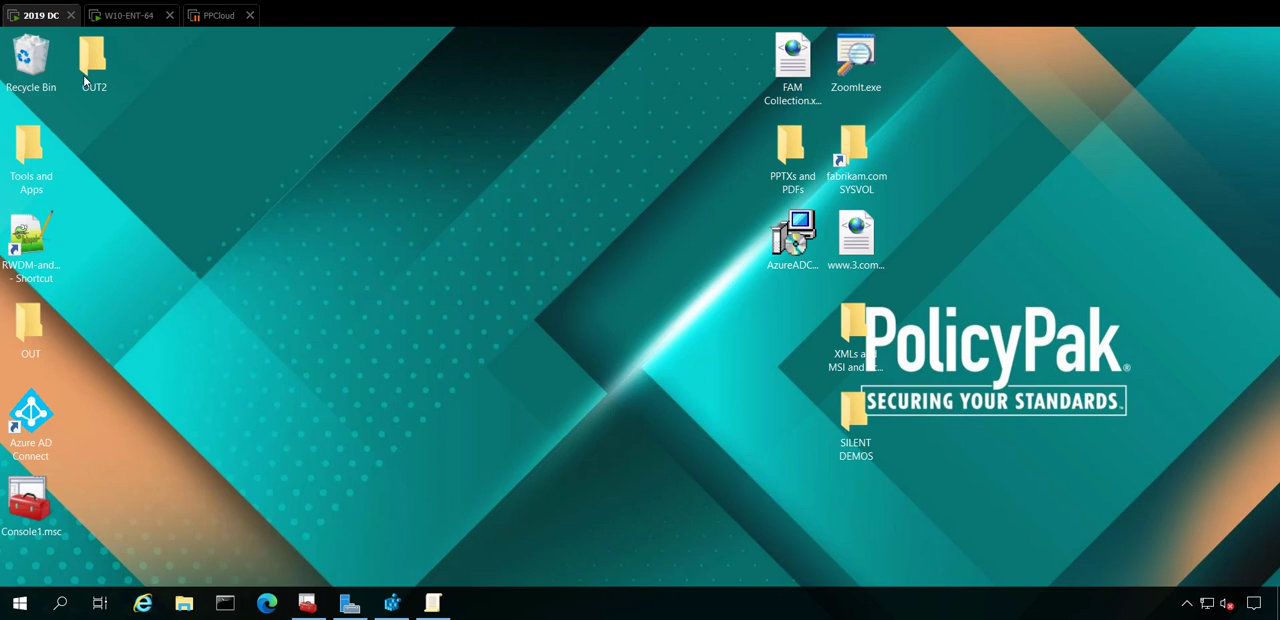 2019 DC
W10-ENT-64
PPCloud
Recycle Bin
OUT2
Tools and
Apps
RWDM-and...
- Shortcut
OUT
Azure AD
Connect
Console1.msc
FAM
Collection.x...
ZoomIt.exe
PPTXs and
PDFs
fabrikam.com
SYSVOL
AzureADC...
www.3.com...
XMLs a
MSI and
SILENT
DEMOS
PolicyPak®
SECURING YOUR STANDARDS.™